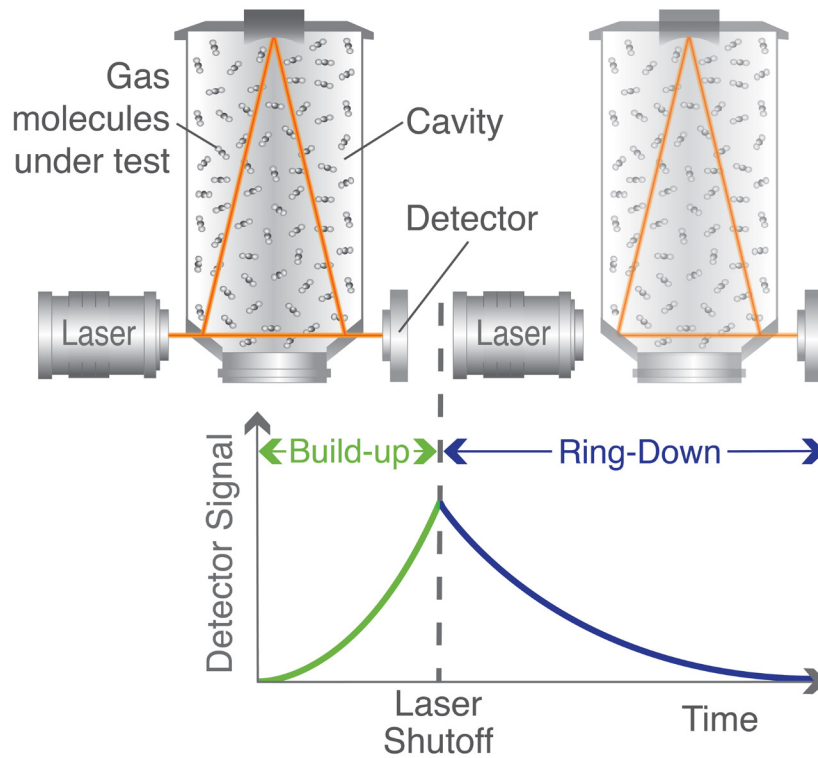 Gas
molecules
under test
Cavity
Detector
Laser
Laser
Build-up
Ring-Down
Detector Signal
Laser
Shutoff
Time